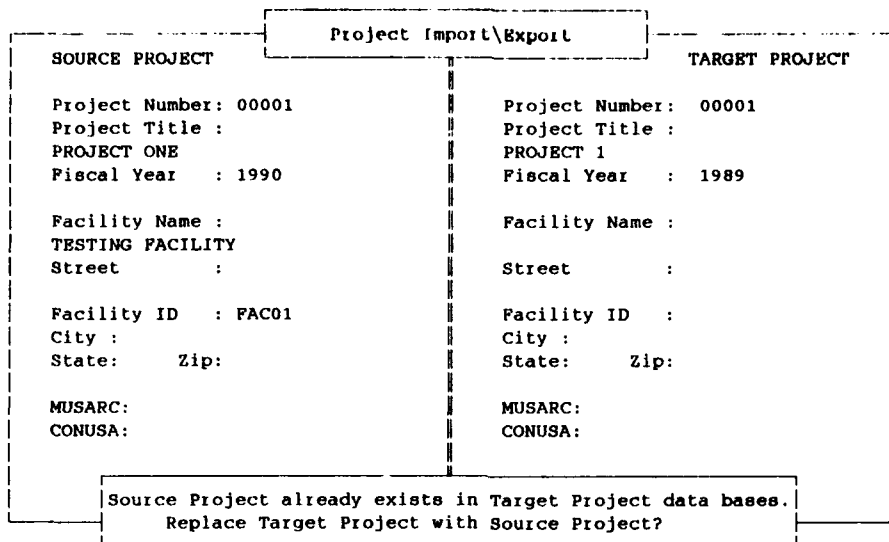 Project Import\Export
SOURCE PROJECT
Project Number: 00001
Project Title :
PROJECT ONE
Fiscal Year : 1990
Facility Name :
TESTING FACILITY
Street :
Facility ID : FAC01
City :
State: Zip:
MUSARC:
CONUSA:
TARGET PROJECT
Project Number: 00001
Project Title :
PROJECT 1
Fiscal Year : 1989
Facility Name :
Street :
Facility ID :
City :
State: Zip:
MUSARC:
CONUSA:
Source Project already exists in Target Project data bases.
Replace Target Project with Source Project?